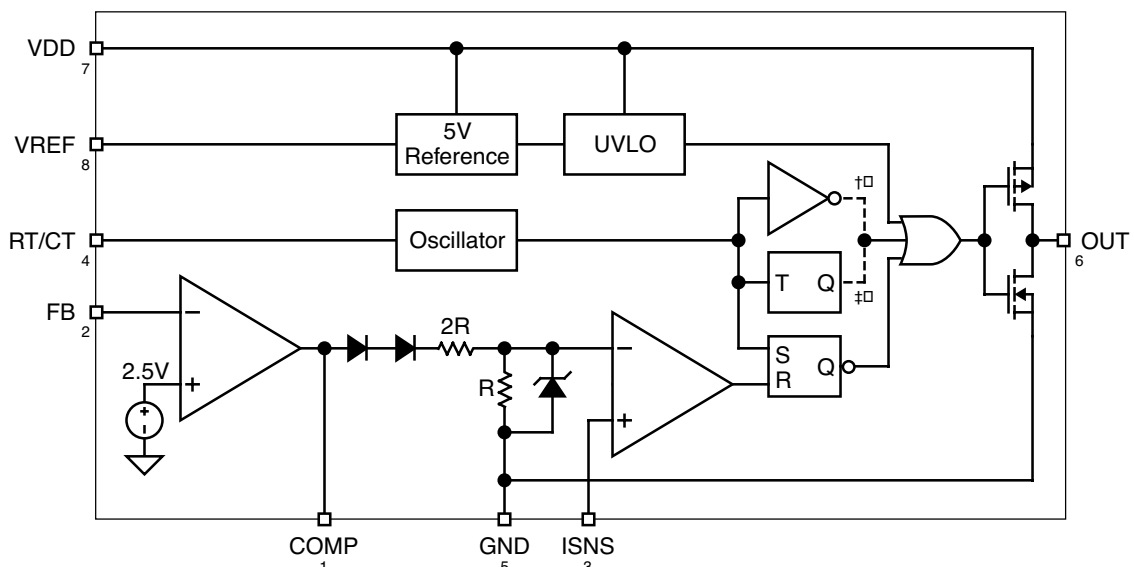 VDD
7
VREF
8
5V
Reference
UVLO
†□
RT/CT
4
Oscillator
OUT
6
T Q
‡□
FB
2
−
2R
−
S
R
Q
2.5V
+
R
+
-
+
COMP
1
GND
5
ISNS
3